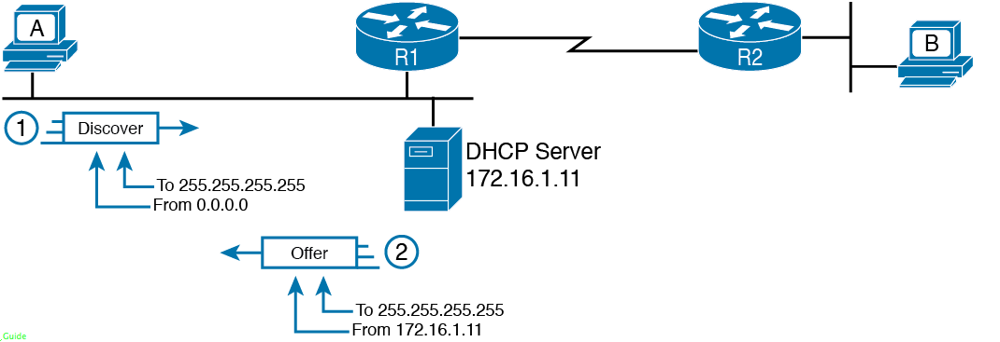 A
R1
R2
B
1
Discover
To 255.255.255.255
From 0.0.0.0
DHCP Server
172.16.1.11
Offer
2
To 255.255.255.255
From 172.16.1.11
Guide